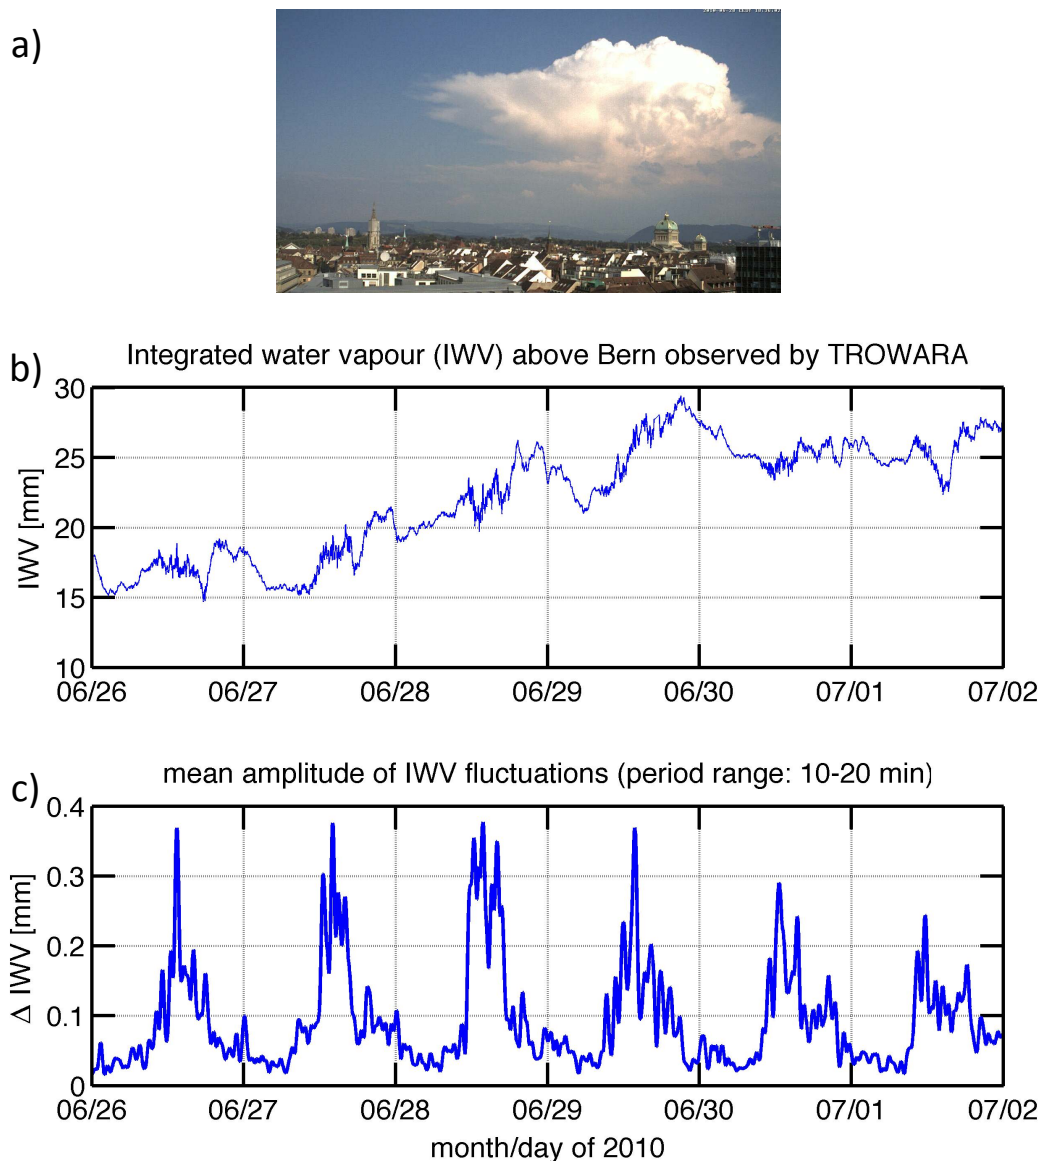 a)
b)
Integrated water vapour (IWV) above Bern observed by TROWARA
IWV [mm]
30
25
20
15
10
06/26 06/27 06/28 06/29 06/30 07/01 07/02
c)
mean amplitude of IWV fluctuations (period range: 10-20 min)
Δ IWV [mm]
0.4
0.3
0.2
0.1
0
06/26 06/27 06/28 06/29 06/30 07/01 07/02
month/day of 2010